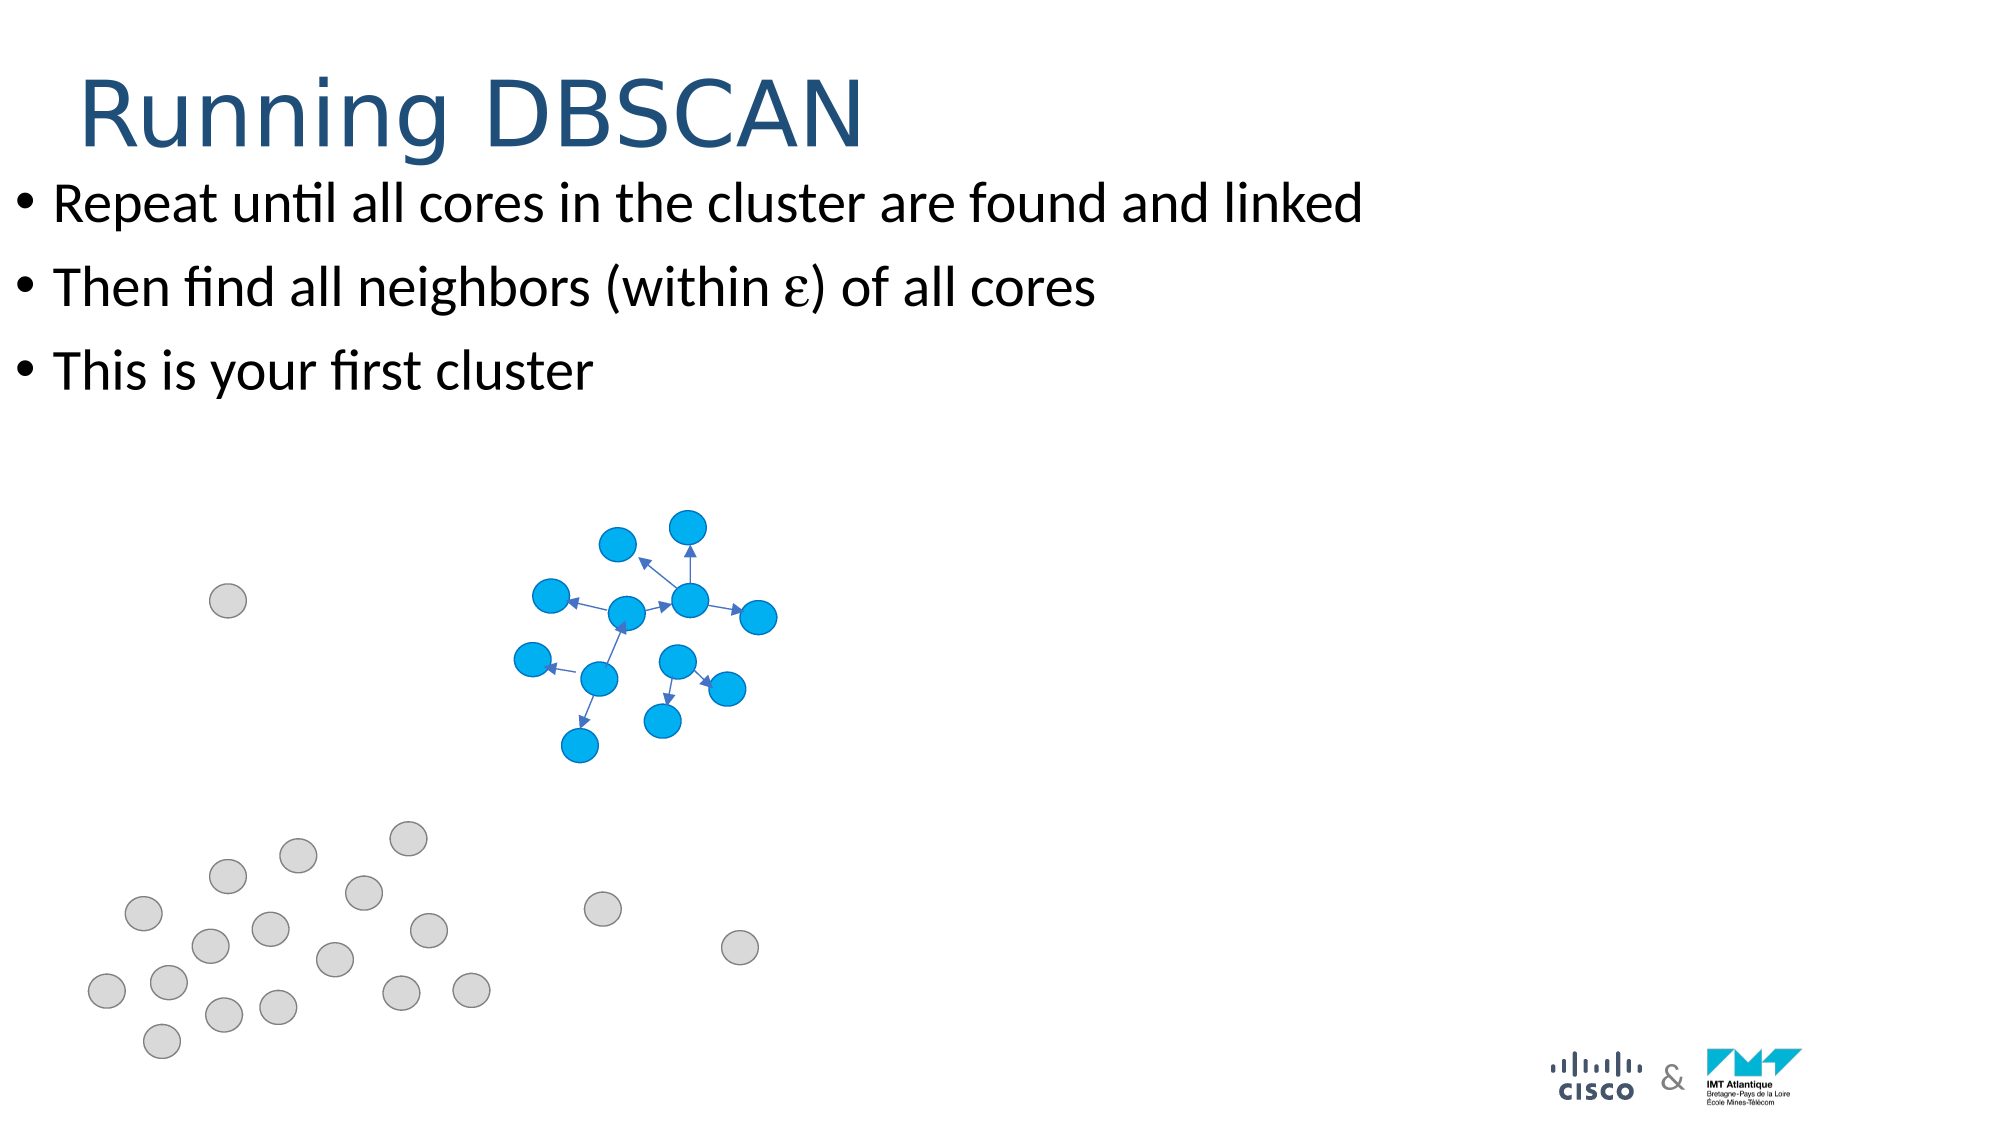 Running DBSCAN
• Repeat until all cores in the cluster are found and linked
• Then find all neighbors (within ε) of all cores
• This is your first cluster
CISCO
&
IMT Atlantique
Bretagne-Pays de la Loire
École Mines-Télécom